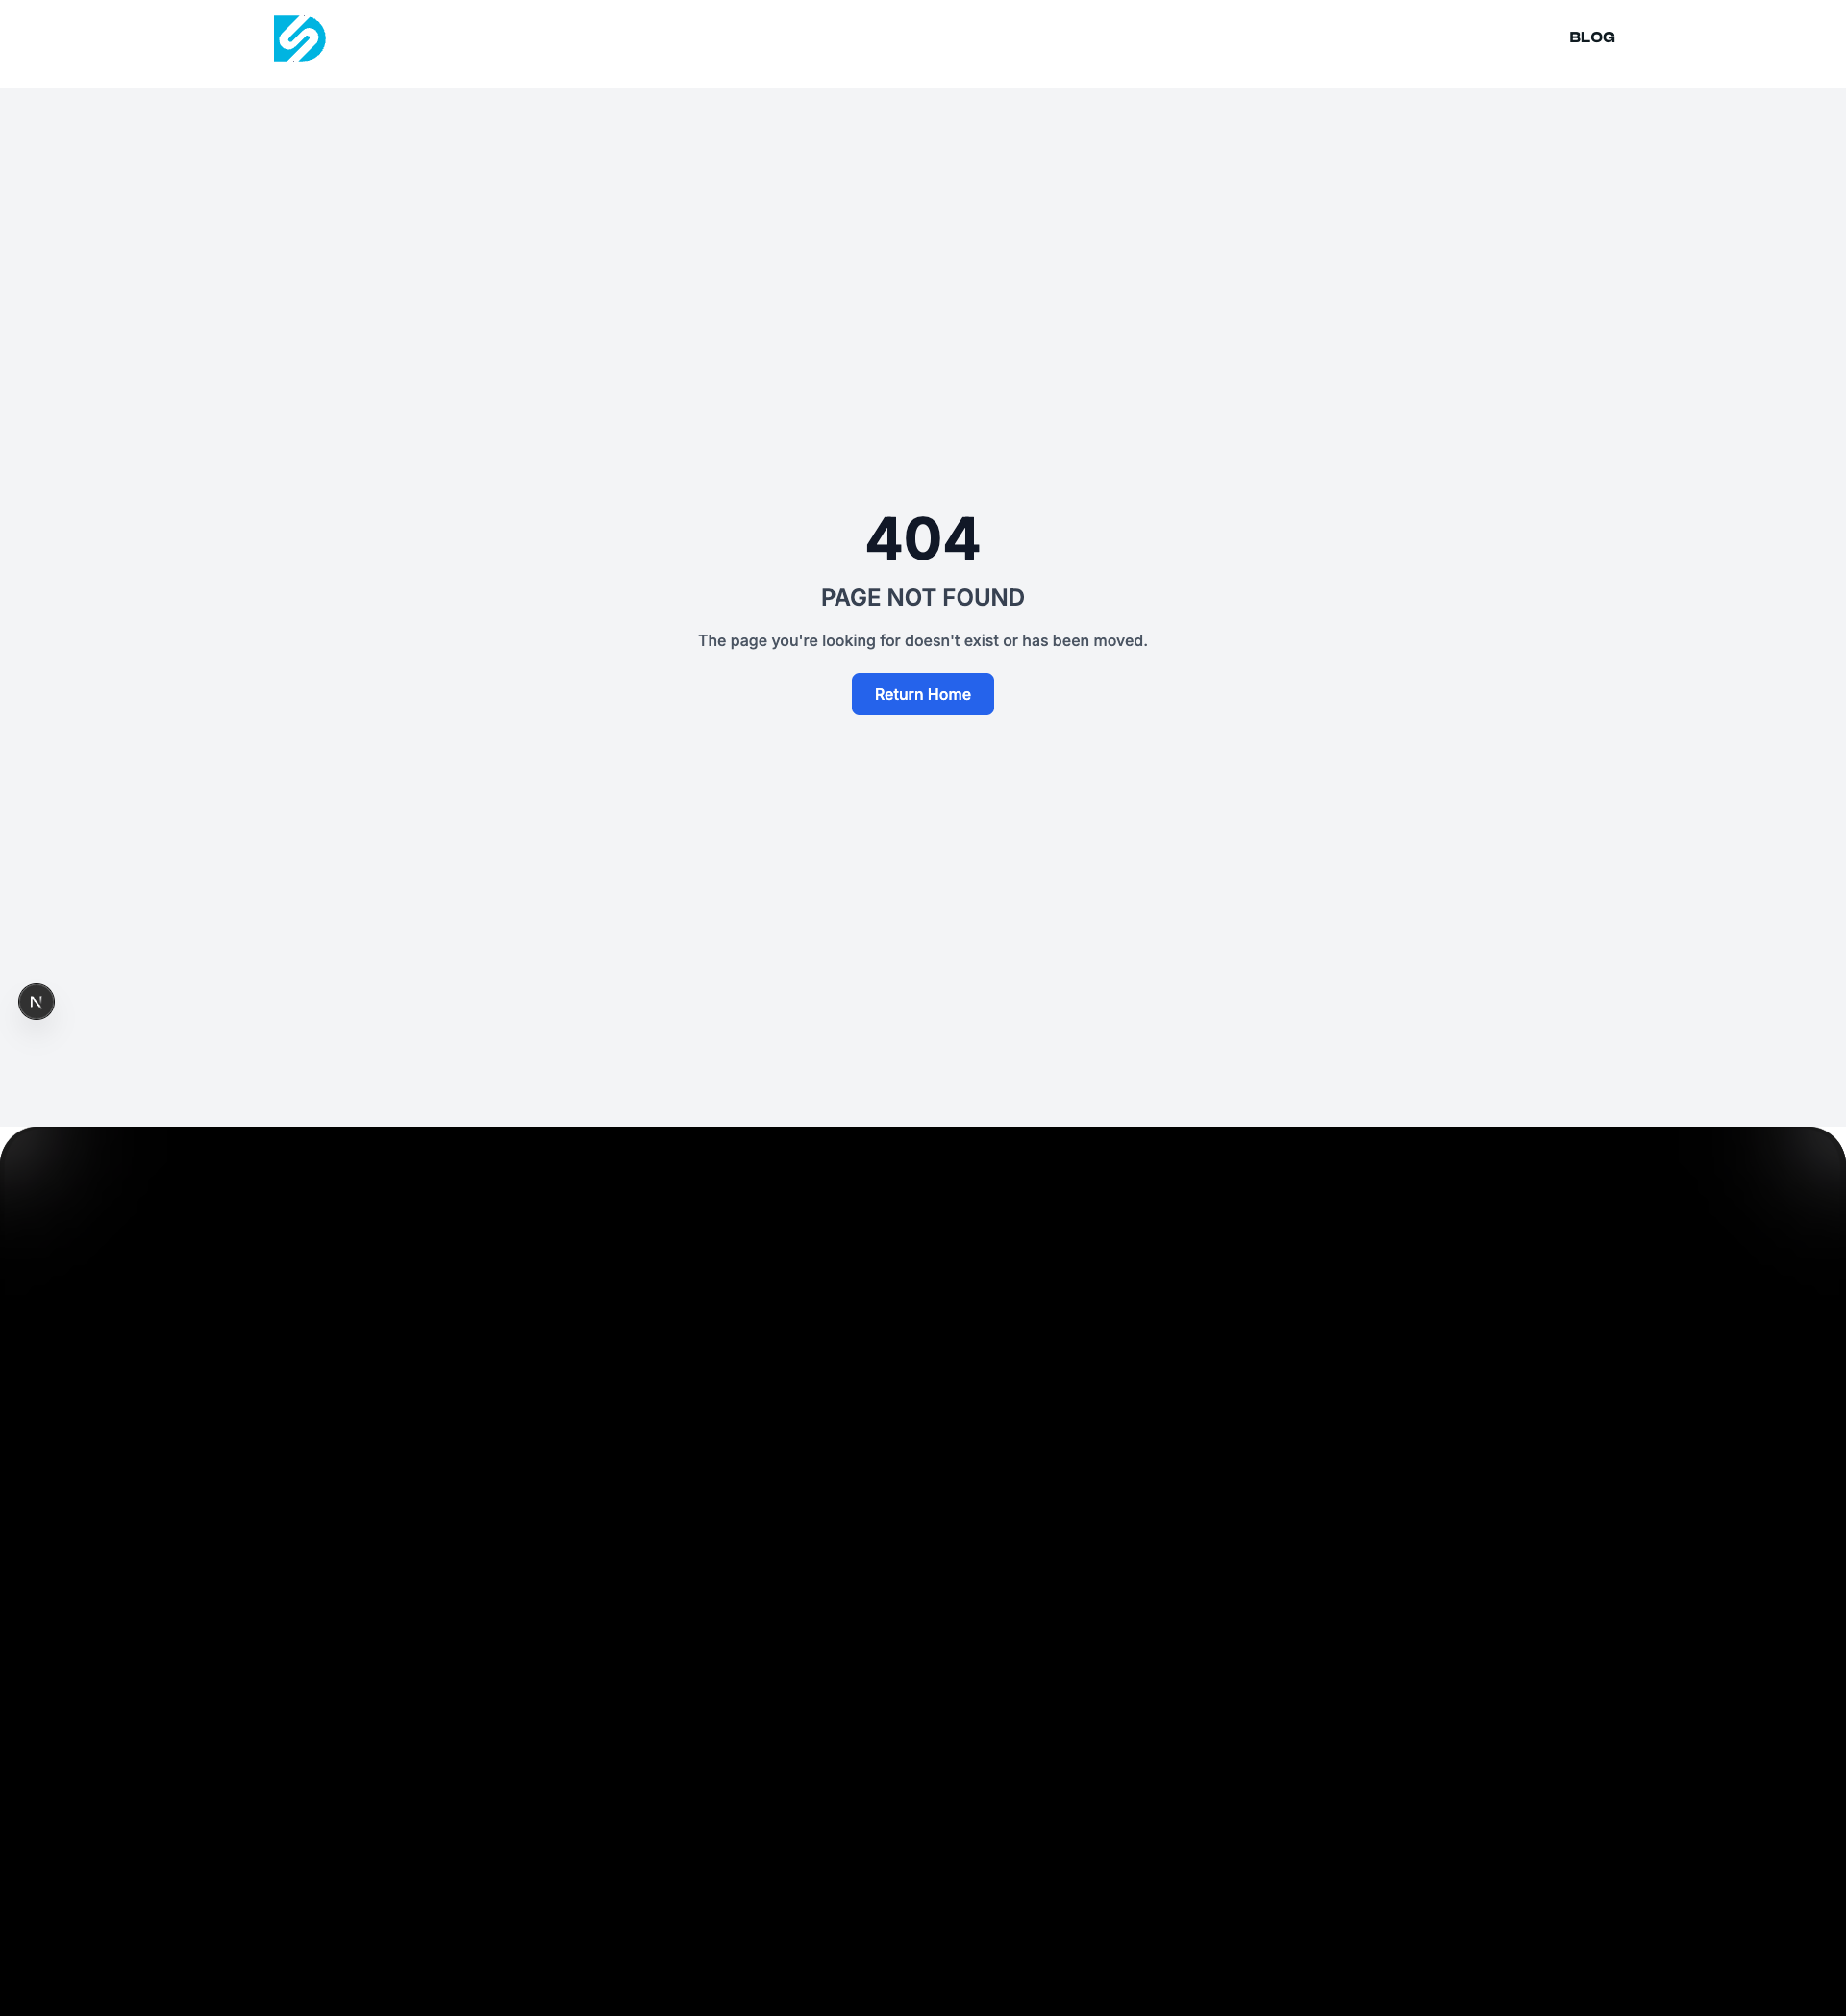 BLOG
404
PAGE NOT FOUND
The page you're looking for doesn't exist or has been moved.
Return Home
N